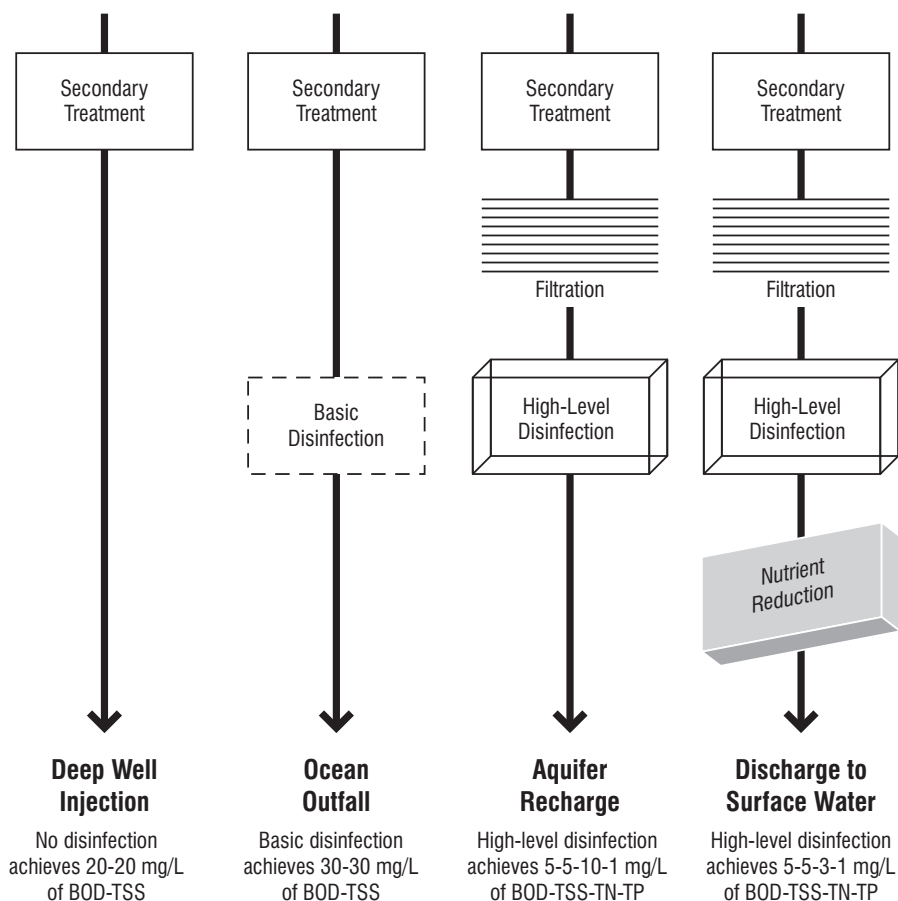 Secondary
Treatment
Secondary
Treatment
Secondary
Treatment
Secondary
Treatment
Filtration
Filtration
Basic
Disinfection
High-Level
Disinfection
High-Level
Disinfection
Nutrient
Reduction
Deep Well
Injection
No disinfection
achieves 20-20 mg/L
of BOD-TSS
Ocean
Outfall
Basic disinfection
achieves 30-30 mg/L
of BOD-TSS
Aquifer
Recharge
High-level disinfection
achieves 5-5-10-1 mg/L
of BOD-TSS-TN-TP
Discharge to
Surface Water
High-level disinfection
achieves 5-5-3-1 mg/L
of BOD-TSS-TN-TP